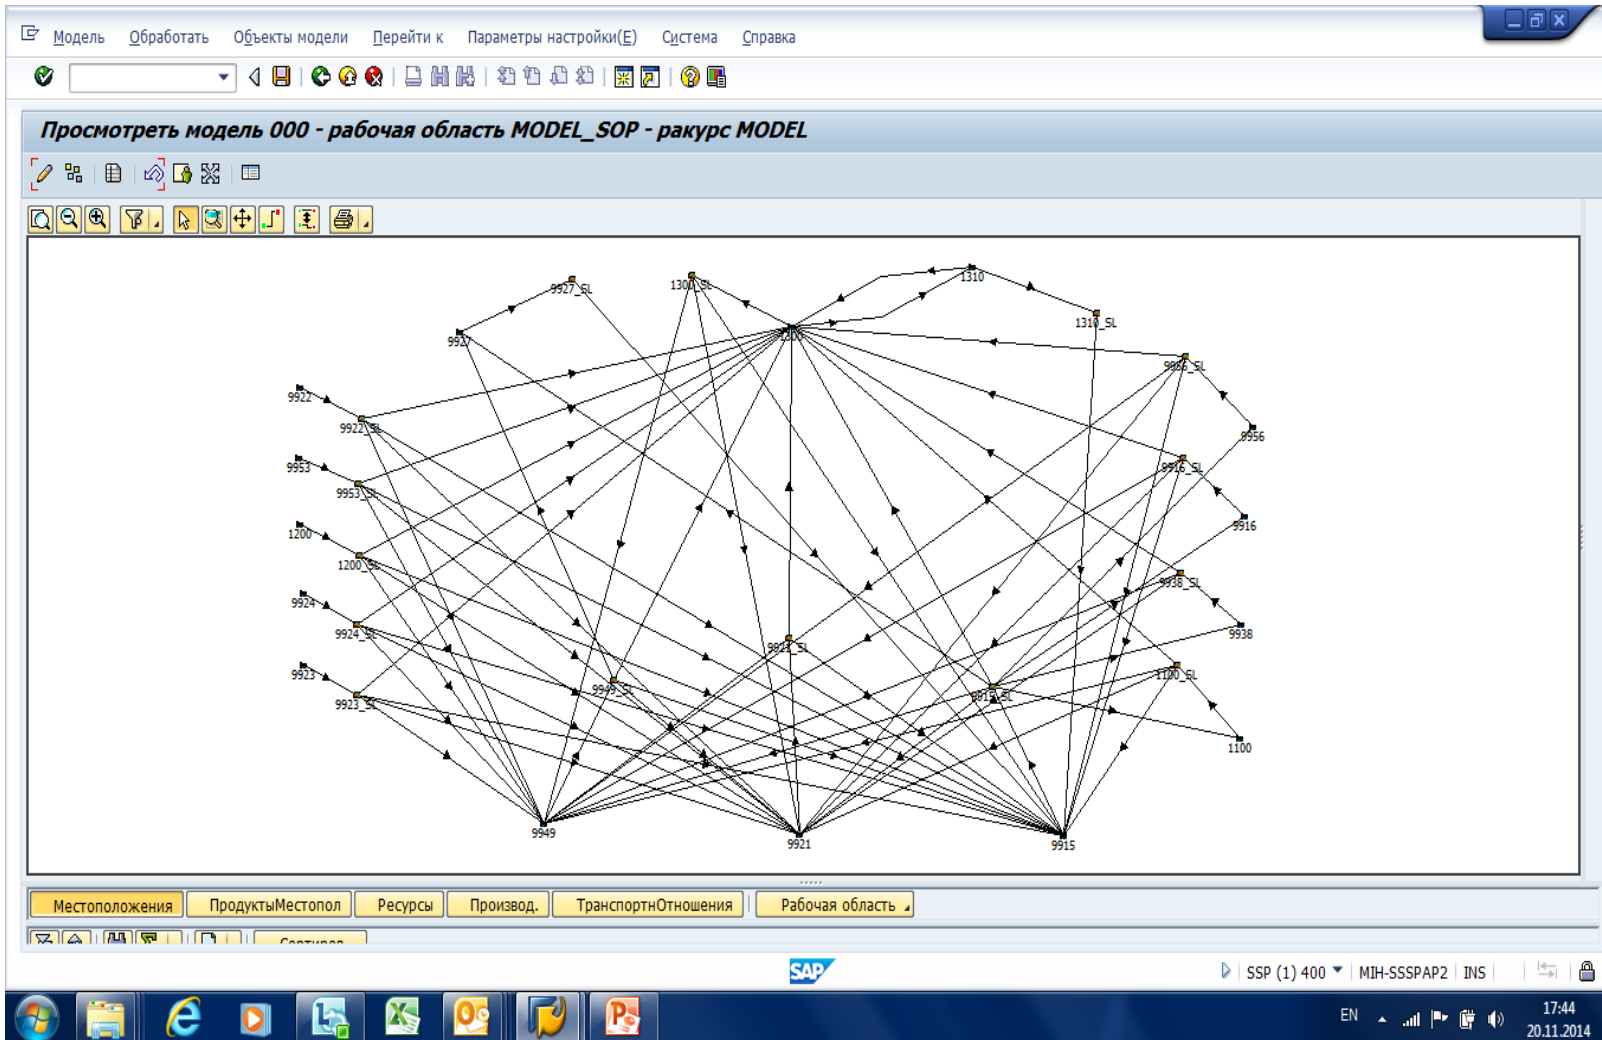 Модель Обработать Объекты модели Перейти к Параметры настройки(Е) Система Справка
Просмотреть модель 000 - рабочая область MODEL_SOP - ракурс MODEL
1310
9927_SL
1300_SL
1310_SL
9927
1300
9956_SL
9922
9922_SL
9956
9953
9916_SL
9953_SL
9916
1200
1200_SL
9938_SL
9924
9924_SL
9938
9921_SL
9923
1100_SL
9949_SL
9915_SL
9923_SL
1100
9949
9921
9915
Местоположения ПродуктыМестопол Ресурсы Производ. ТранспортнОтношения Рабочая область
Сортиров.
SAP
SSP (1) 400 MIH-SSSPAP2 INS
EN 17:44
20.11.2014